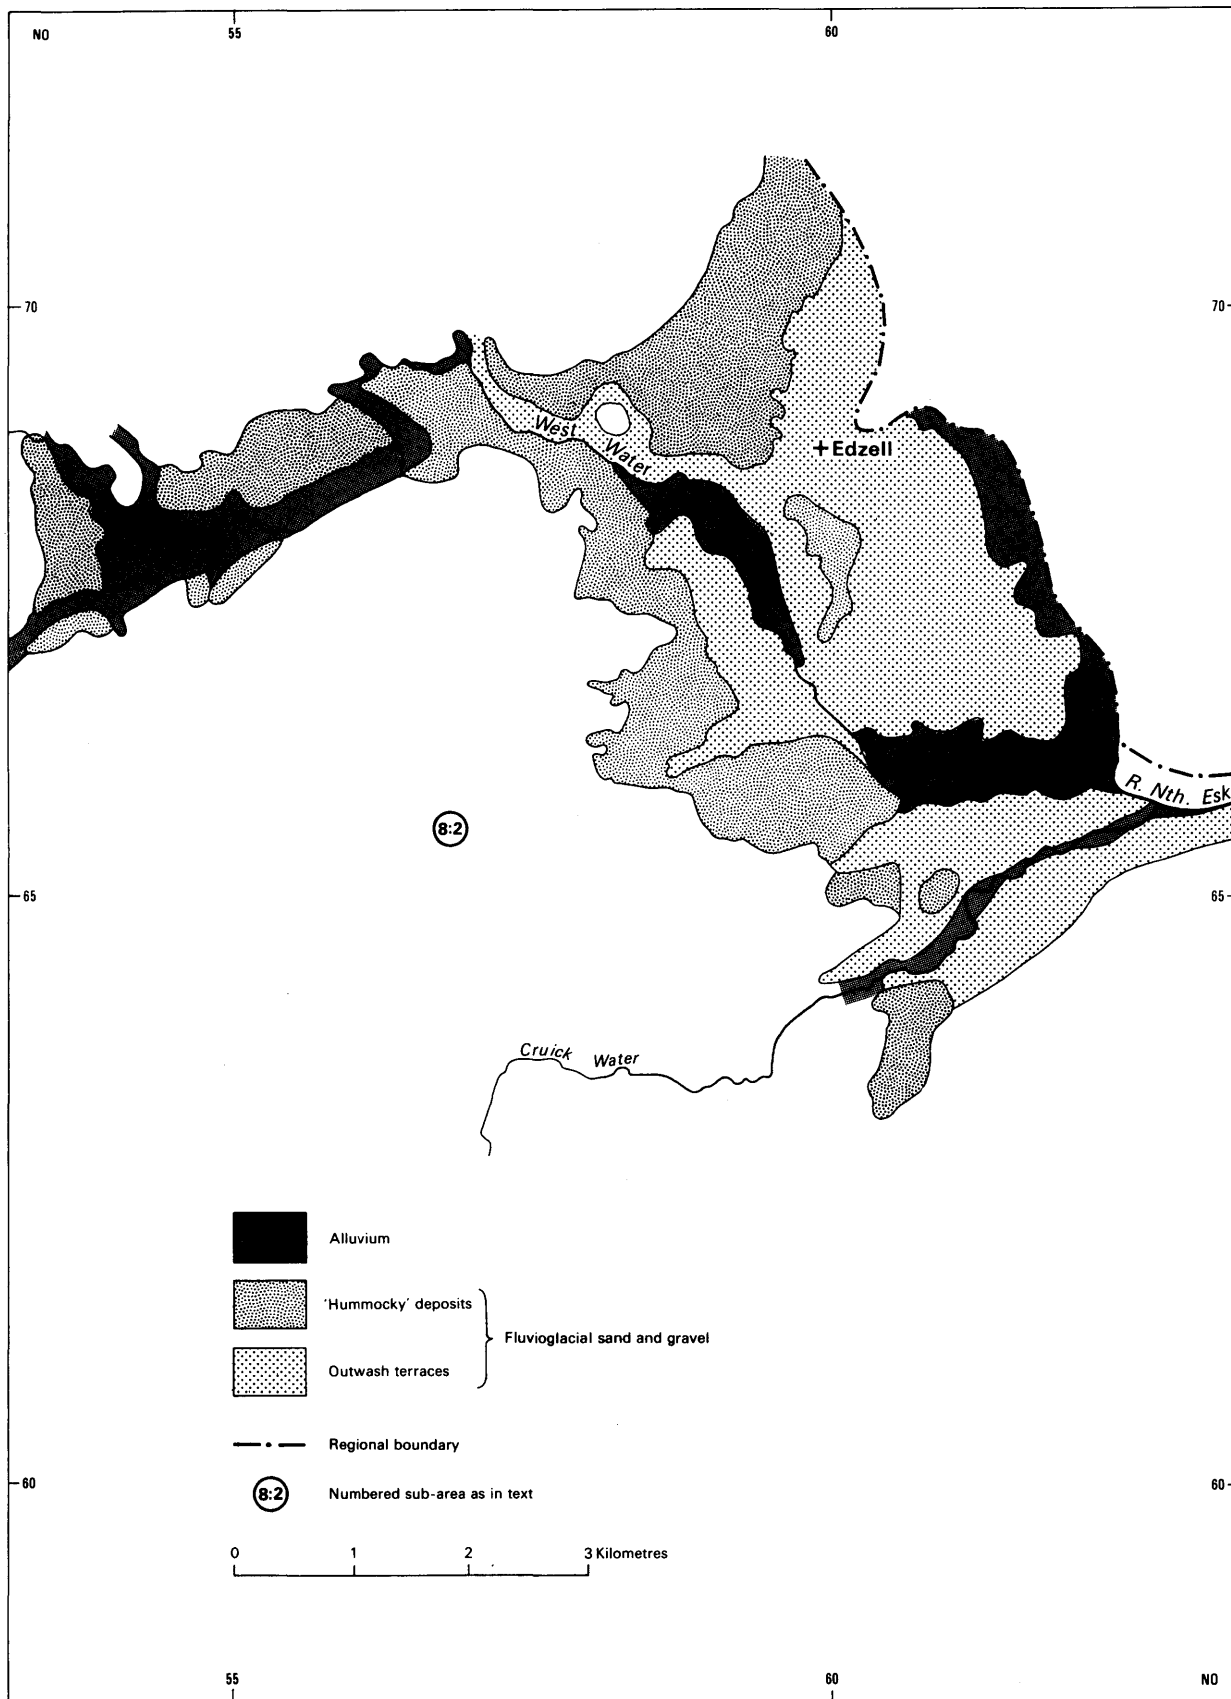 NO 55 60
70 70
West Water
Edzell
R. Nth. Esk
8:2
65 65
Cruick Water
Alluvium
'Hummocky' deposits
Fluvioglacial sand and gravel
Outwash terraces
Regional boundary
60 60
8:2 Numbered sub-area as in text
0 1 2 3 Kilometres
55 60 NO